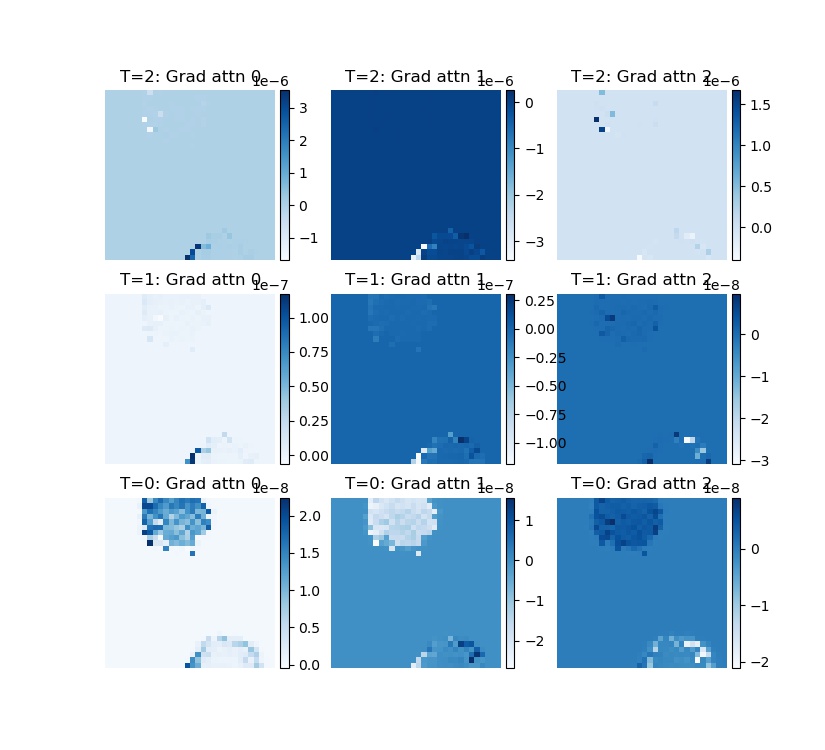 T=2: Grad attn 0
1e−6
T=2: Grad attn 1
1e−6
T=2: Grad attn 2
1e−6
3
2
1
0
−1
0
−1
−2
−3
1.5
1.0
0.5
0.0
T=1: Grad attn 0
1e−7
T=1: Grad attn 1
1e−7
T=1: Grad attn 2
1e−8
1.00
0.75
0.50
0.25
0.00
0.25
0.00
−0.25
−0.50
−0.75
−1.00
0
−1
−2
−3
T=0: Grad attn 0
1e−8
T=0: Grad attn 1
1e−8
T=0: Grad attn 2
1e−8
2.0
1.5
1.0
0.5
0.0
1
0
−1
−2
0
−1
−2